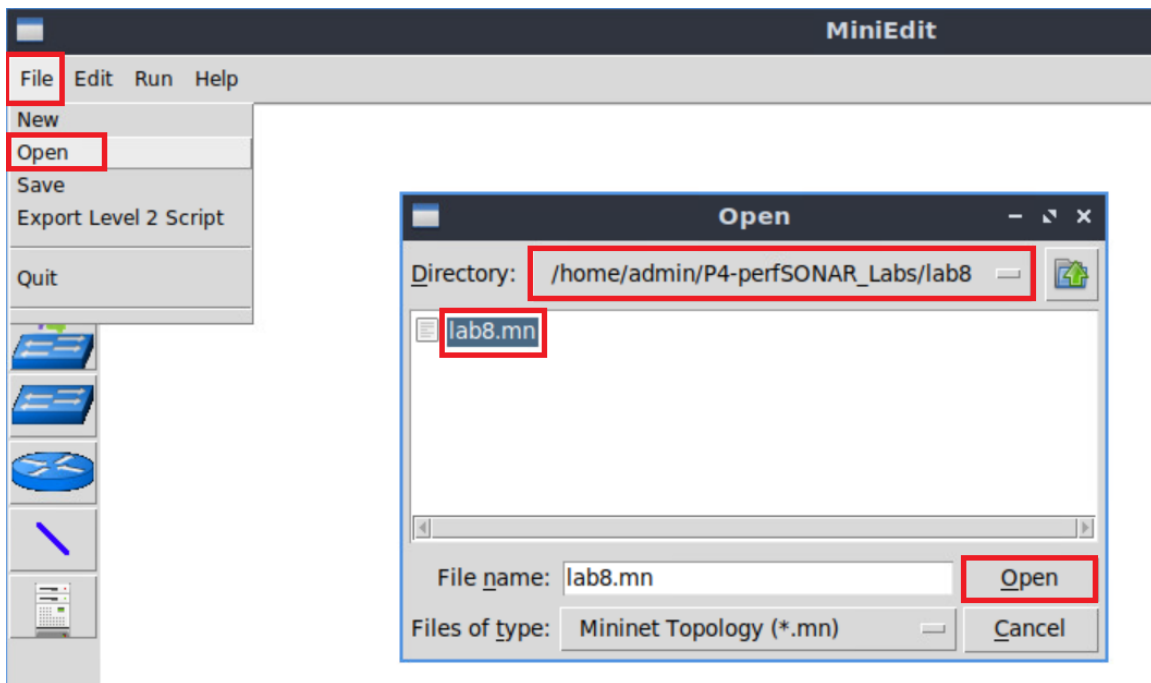 MiniEdit
File Edit Run Help
New
Open
Save
Export Level 2 Script
Quit
Open
Directory: /home/admin/P4-perfSONAR_Labs/lab8
lab8.mn
File name: lab8.mn Open
Files of type: Mininet Topology (*.mn) Cancel